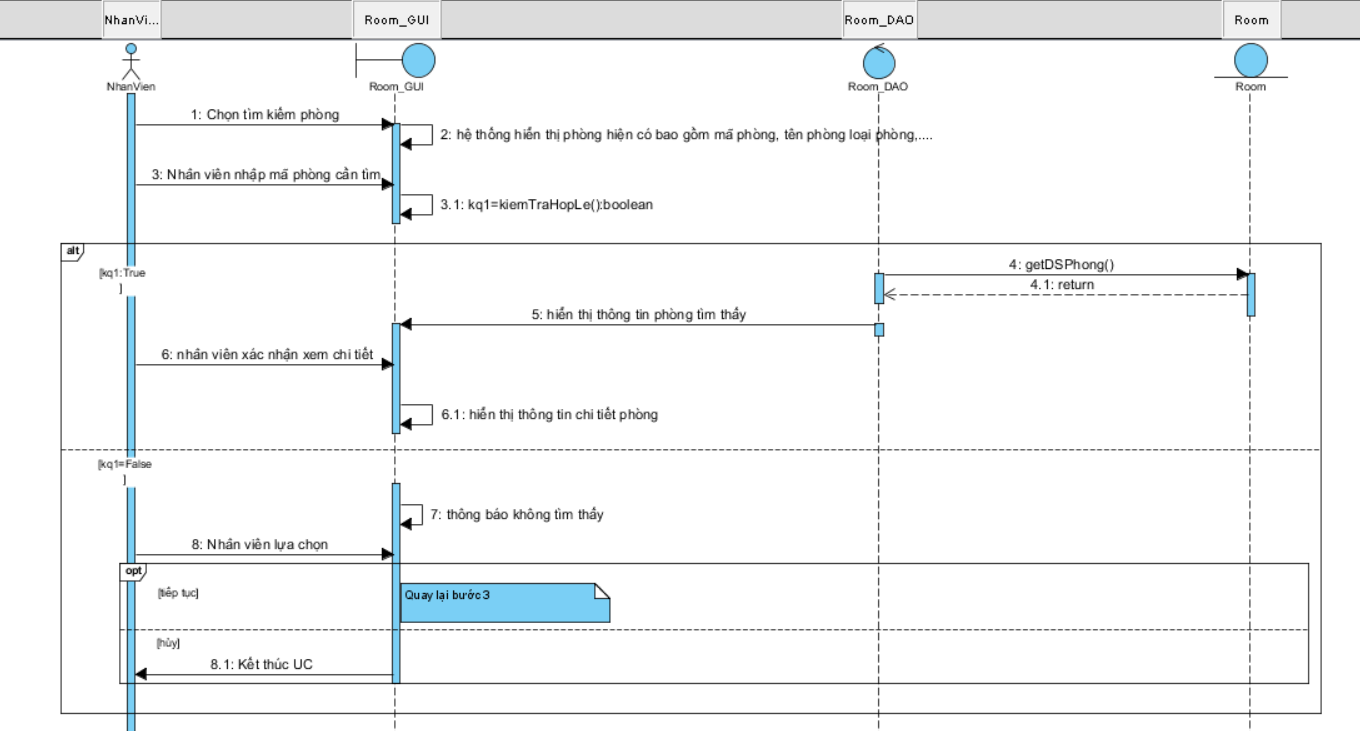 NhanVi...
Room_GUI
Room_DAO
Room
NhanVien
Room_GUI
Room_DAO
Room
1: Chọn tìm kiếm phòng
2: hệ thống hiển thị phòng hiện có bao gồm mã phòng, tên phòng loại phòng,....
3: Nhân viên nhập mã phòng cần tìm
3.1: kq1=kiemTraHopLe():boolean
alt
[kq1:True
]
4: getDSPhong()
4.1: return
5: hiển thị thông tin phòng tìm thấy
6: nhân viên xác nhận xem chi tiết
6.1: hiển thị thông tin chi tiết phòng
[kq1=False
]
7: thông báo không tìm thấy
8: Nhân viên lựa chọn
opt
[tiếp tục]
Quay lại bước 3
[hủy]
8.1: Kết thúc UC